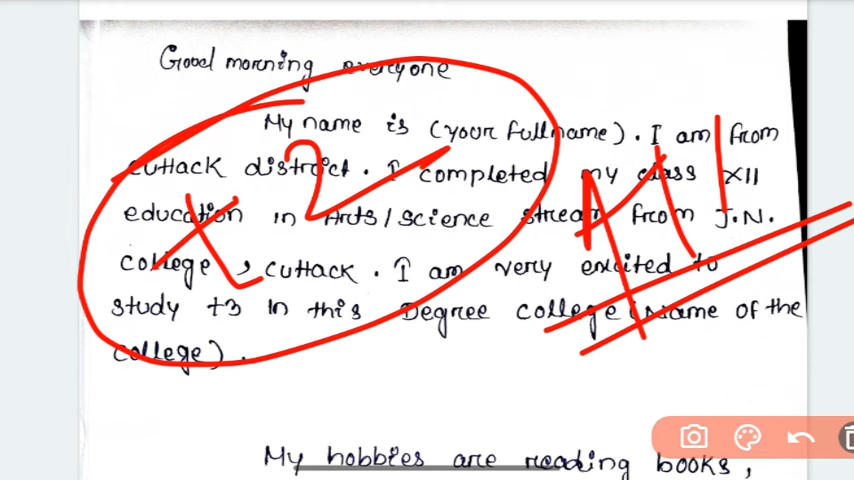 Good morning everyone
My name is (your fullname). I am from
cuttack district. I completed my class XII
education in Arts/Science stream from J.N.
college, cuttack. I am very excited to
study +3 in this Degree college (Name of the
college).
My hobbies are reading books,
x2